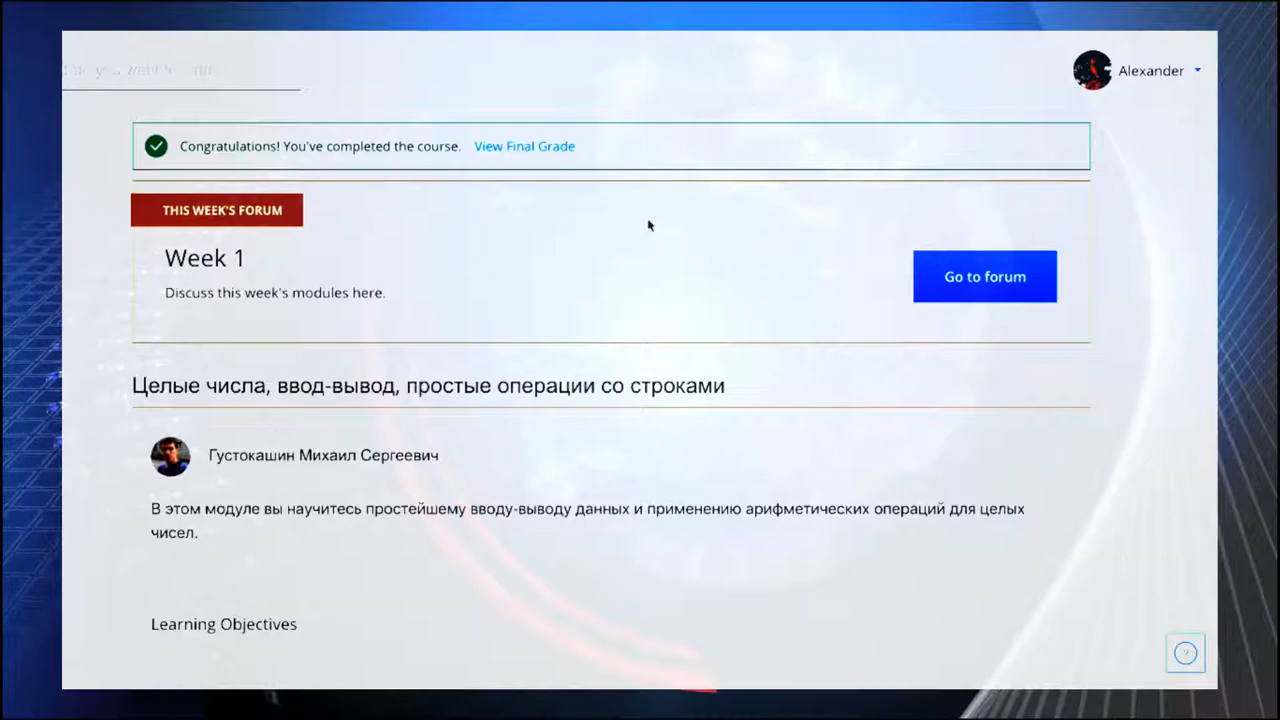 Alexander
Congratulations! You've completed the course. View Final Grade
THIS WEEK'S FORUM
Week 1
Discuss this week's modules here.
Go to forum
Целые числа, ввод-вывод, простые операции со строками
Густокашин Михаил Сергеевич
В этом модуле вы научитесь простейшему вводу-выводу данных и применению арифметических операций для целых
чисел.
Learning Objectives
?